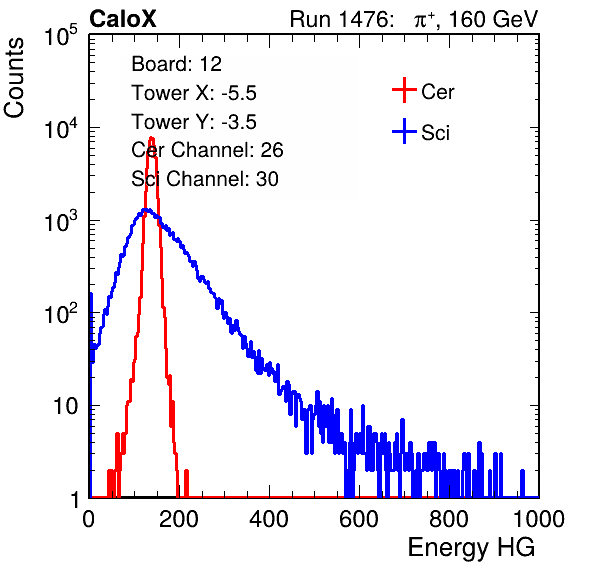 CaloX Run 1476: π⁺, 160 GeV
Counts
10⁵
10⁴
10³
10²
10
1
Board: 12
Tower X: -5.5
Tower Y: -3.5
Cer Channel: 26
Sci Channel: 30
Cer
Sci
0 200 400 600 800 1000
Energy HG